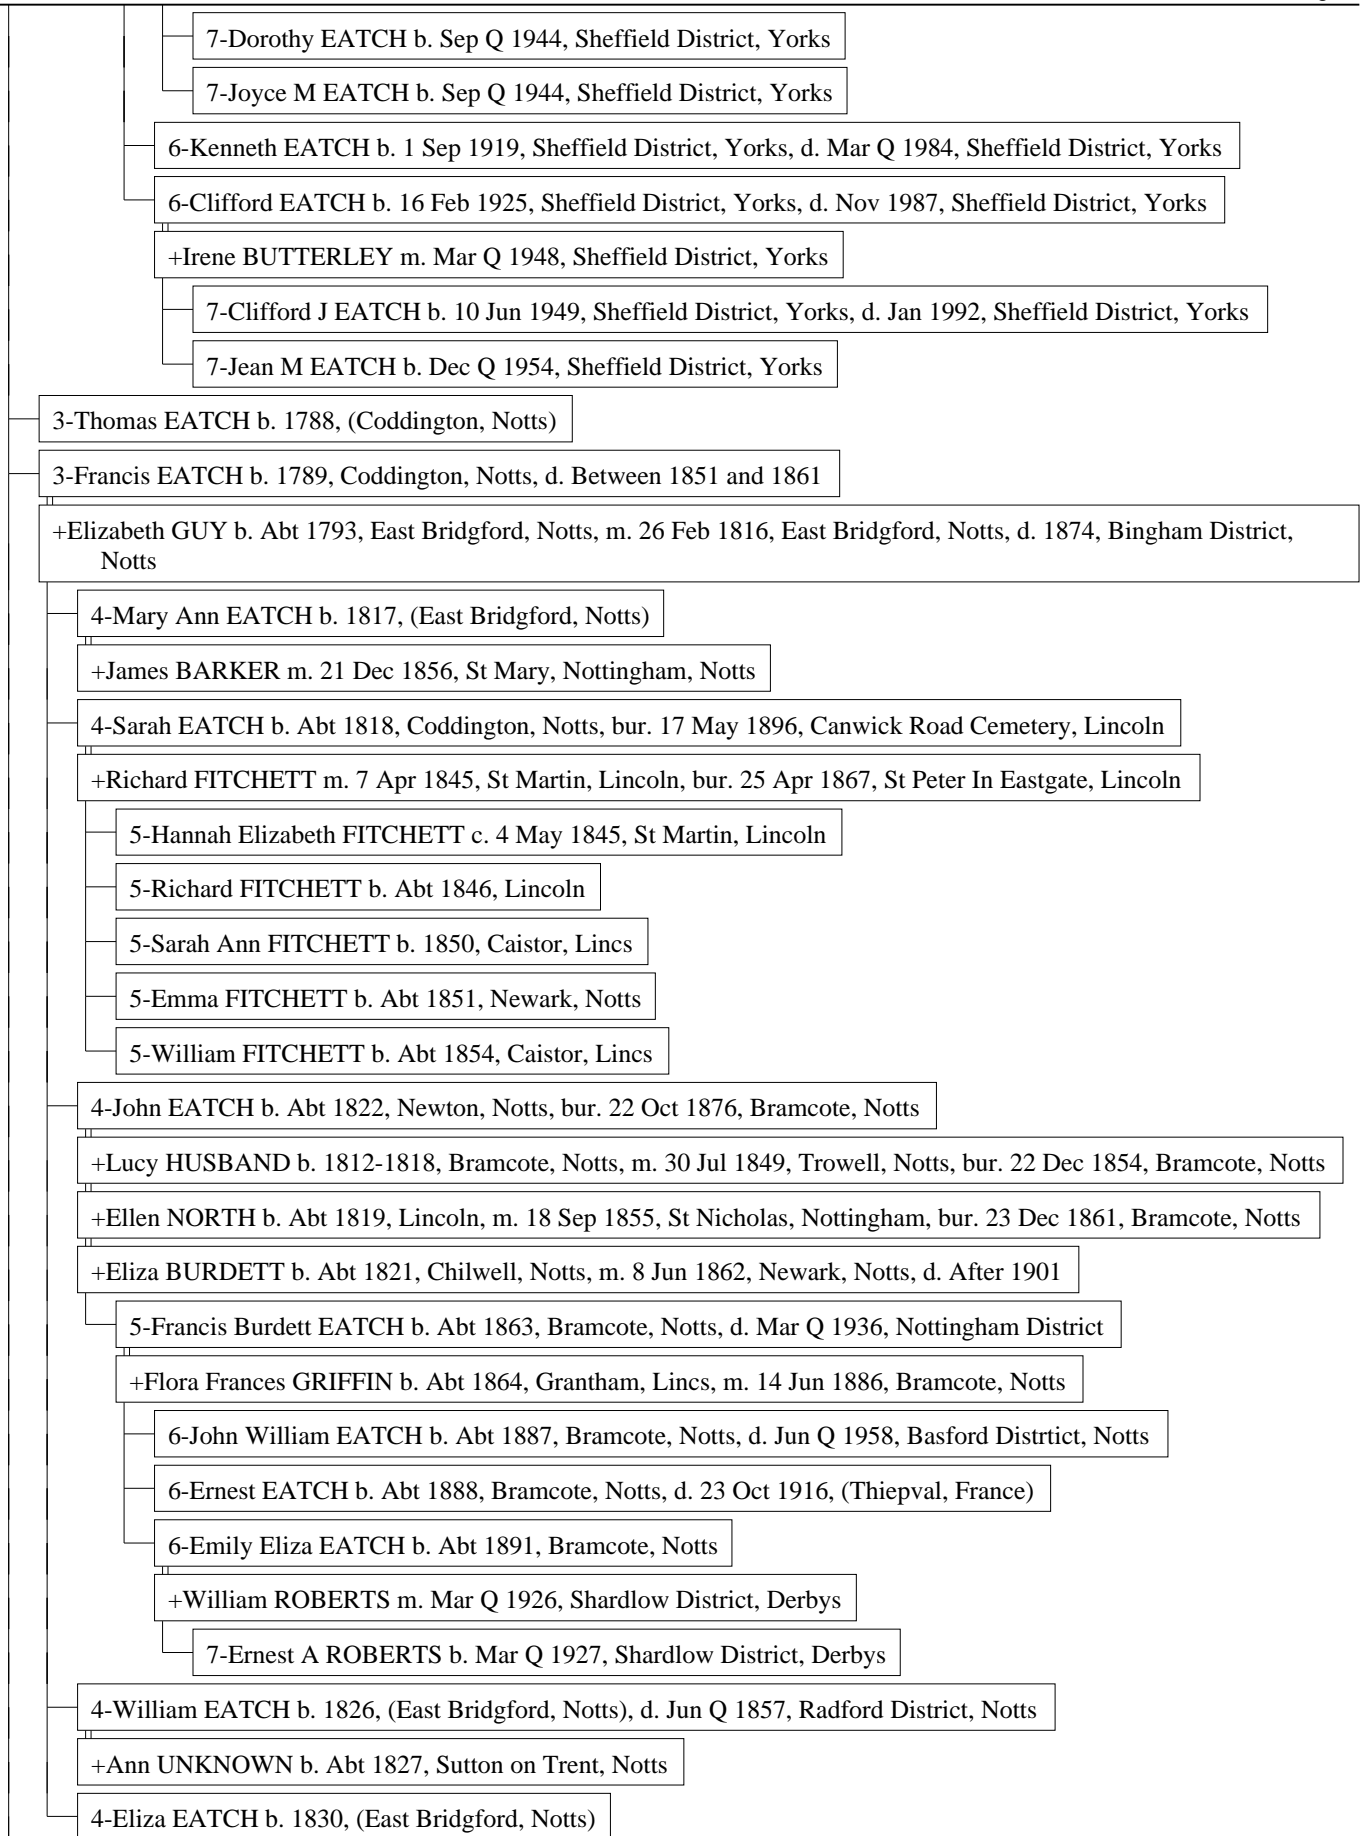 7-Dorothy EATCH b. Sep Q 1944, Sheffield District, Yorks
7-Joyce M EATCH b. Sep Q 1944, Sheffield District, Yorks
6-Kenneth EATCH b. 1 Sep 1919, Sheffield District, Yorks, d. Mar Q 1984, Sheffield District, Yorks
6-Clifford EATCH b. 16 Feb 1925, Sheffield District, Yorks, d. Nov 1987, Sheffield District, Yorks
+Irene BUTTERLEY m. Mar Q 1948, Sheffield District, Yorks
7-Clifford J EATCH b. 10 Jun 1949, Sheffield District, Yorks, d. Jan 1992, Sheffield District, Yorks
7-Jean M EATCH b. Dec Q 1954, Sheffield District, Yorks
3-Thomas EATCH b. 1788, (Coddington, Notts)
3-Francis EATCH b. 1789, Coddington, Notts, d. Between 1851 and 1861
+Elizabeth GUY b. Abt 1793, East Bridgford, Notts, m. 26 Feb 1816, East Bridgford, Notts, d. 1874, Bingham District,
Notts
4-Mary Ann EATCH b. 1817, (East Bridgford, Notts)
+James BARKER m. 21 Dec 1856, St Mary, Nottingham, Notts
4-Sarah EATCH b. Abt 1818, Coddington, Notts, bur. 17 May 1896, Canwick Road Cemetery, Lincoln
+Richard FITCHETT m. 7 Apr 1845, St Martin, Lincoln, bur. 25 Apr 1867, St Peter In Eastgate, Lincoln
5-Hannah Elizabeth FITCHETT c. 4 May 1845, St Martin, Lincoln
5-Richard FITCHETT b. Abt 1846, Lincoln
5-Sarah Ann FITCHETT b. 1850, Caistor, Lincs
5-Emma FITCHETT b. Abt 1851, Newark, Notts
5-William FITCHETT b. Abt 1854, Caistor, Lincs
4-John EATCH b. Abt 1822, Newton, Notts, bur. 22 Oct 1876, Bramcote, Notts
+Lucy HUSBAND b. 1812-1818, Bramcote, Notts, m. 30 Jul 1849, Trowell, Notts, bur. 22 Dec 1854, Bramcote, Notts
+Ellen NORTH b. Abt 1819, Lincoln, m. 18 Sep 1855, St Nicholas, Nottingham, bur. 23 Dec 1861, Bramcote, Notts
+Eliza BURDETT b. Abt 1821, Chilwell, Notts, m. 8 Jun 1862, Newark, Notts, d. After 1901
5-Francis Burdett EATCH b. Abt 1863, Bramcote, Notts, d. Mar Q 1936, Nottingham District
+Flora Frances GRIFFIN b. Abt 1864, Grantham, Lincs, m. 14 Jun 1886, Bramcote, Notts
6-John William EATCH b. Abt 1887, Bramcote, Notts, d. Jun Q 1958, Basford Distrtict, Notts
6-Ernest EATCH b. Abt 1888, Bramcote, Notts, d. 23 Oct 1916, (Thiepval, France)
6-Emily Eliza EATCH b. Abt 1891, Bramcote, Notts
+William ROBERTS m. Mar Q 1926, Shardlow District, Derbys
7-Ernest A ROBERTS b. Mar Q 1927, Shardlow District, Derbys
4-William EATCH b. 1826, (East Bridgford, Notts), d. Jun Q 1857, Radford District, Notts
+Ann UNKNOWN b. Abt 1827, Sutton on Trent, Notts
4-Eliza EATCH b. 1830, (East Bridgford, Notts)